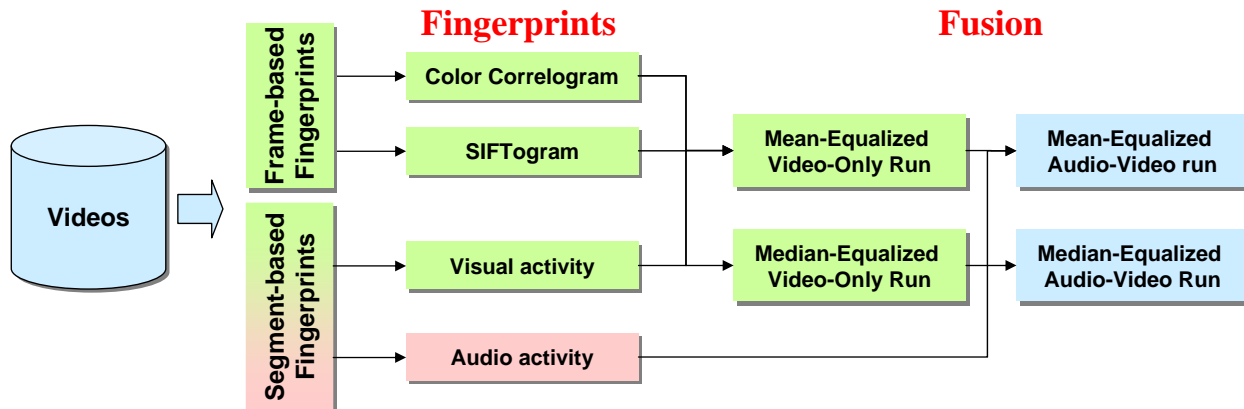 Fingerprints
Fusion
Videos
Frame-based
Fingerprints
Segment-based
Fingerprints
Color Correlogram
SIFTogram
Visual activity
Audio activity
Mean-Equalized
Video-Only Run
Median-Equalized
Video-Only Run
Mean-Equalized
Audio-Video run
Median-Equalized
Audio-Video Run